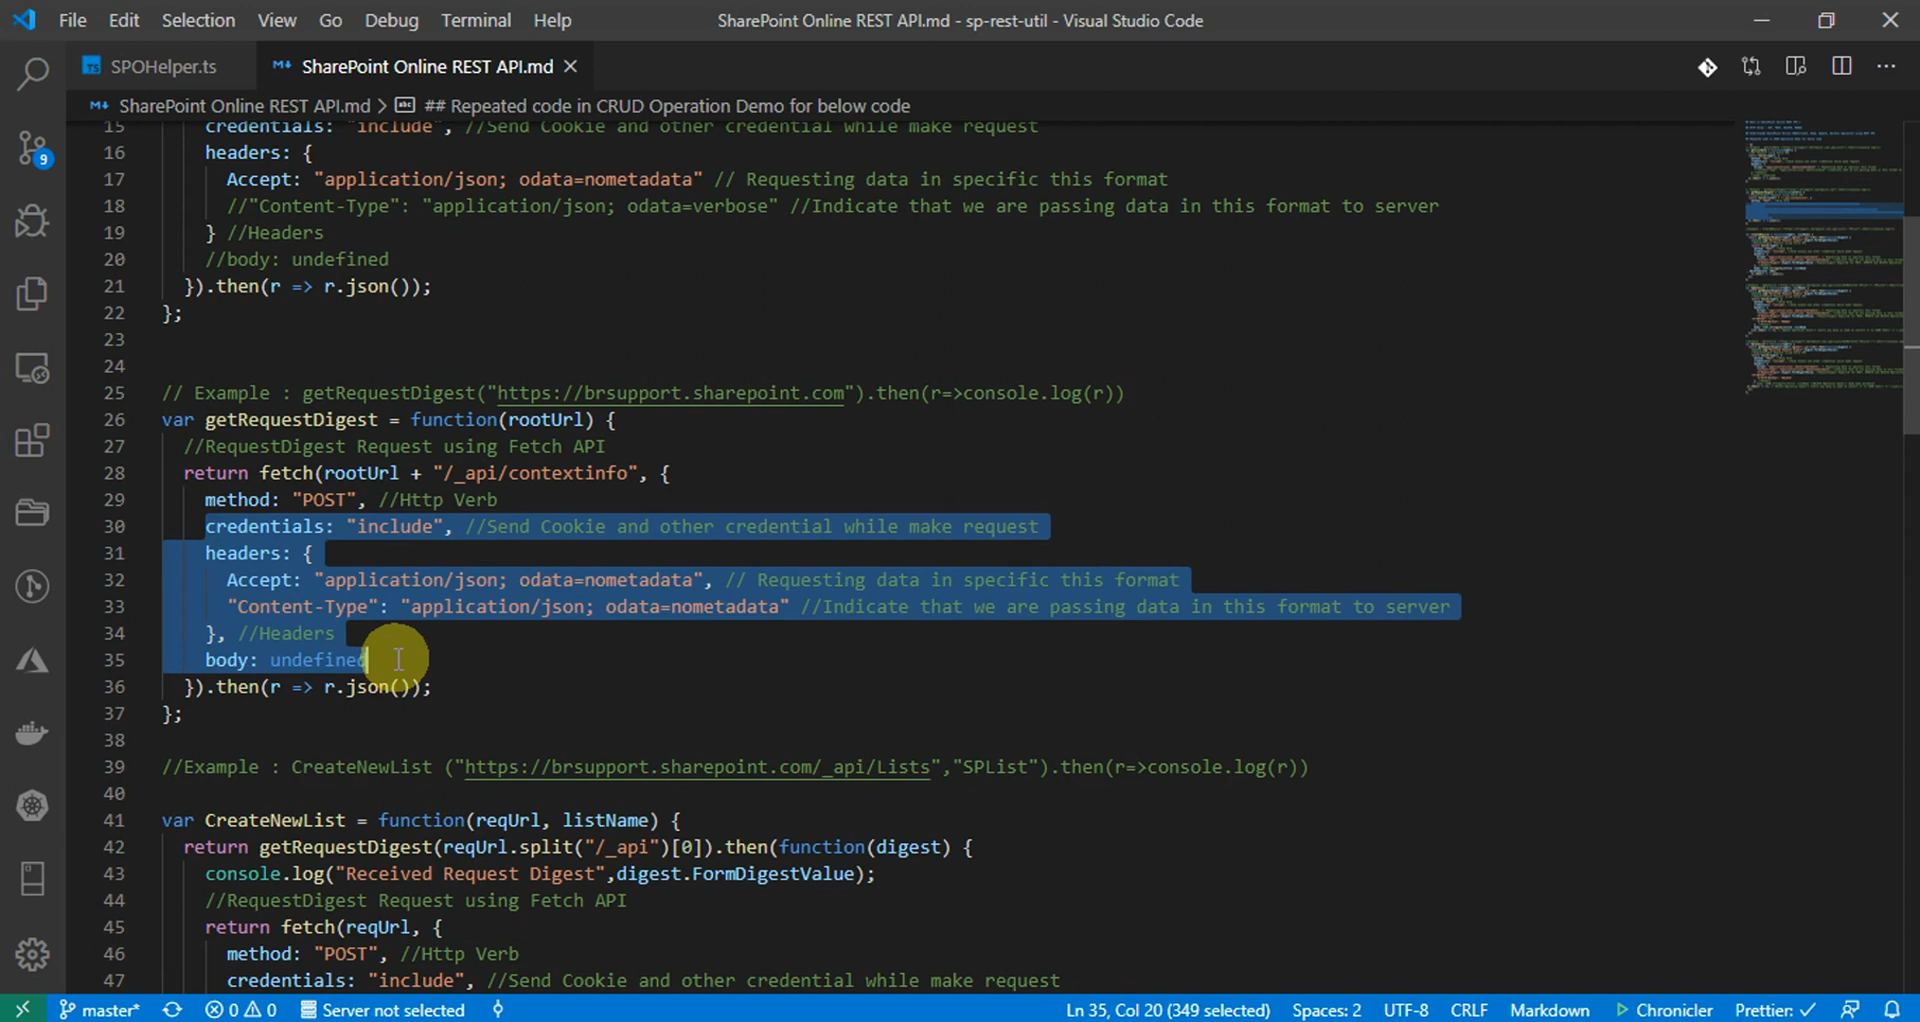 File Edit Selection View Go Debug Terminal Help SharePoint Online REST API.md - sp-rest-util - Visual Studio Code
TS SPOHelper.ts SharePoint Online REST API.md
SharePoint Online REST API.md > abc ## Repeated code in CRUD Operation Demo for below code
15 credentials: "include", //Send Cookie and other credential while make request
16 headers: {
17 Accept: "application/json; odata=nometadata" // Requesting data in specific this format
18 //"Content-Type": "application/json; odata=verbose" //Indicate that we are passing data in this format to server
19 } //Headers
20 //body: undefined
21 }).then(r => r.json());
22 };
23
24
25 // Example : getRequestDigest("https://brsupport.sharepoint.com").then(r=>console.log(r))
26 var getRequestDigest = function(rootUrl) {
27 //RequestDigest Request using Fetch API
28 return fetch(rootUrl + "/_api/contextinfo", {
29 method: "POST", //Http Verb
30 credentials: "include", //Send Cookie and other credential while make request
31 headers: {
32 Accept: "application/json; odata=nometadata", // Requesting data in specific this format
33 "Content-Type": "application/json; odata=nometadata" //Indicate that we are passing data in this format to server
34 }, //Headers
35 body: undefined
36 }).then(r => r.json());
37 };
38
39 //Example : CreateNewList ("https://brsupport.sharepoint.com/_api/Lists","SPList").then(r=>console.log(r))
40
41 var CreateNewList = function(reqUrl, listName) {
42 return getRequestDigest(reqUrl.split("/_api")[0]).then(function(digest) {
43 console.log("Received Request Digest",digest.FormDigestValue);
44 //RequestDigest Request using Fetch API
45 return fetch(reqUrl, {
46 method: "POST", //Http Verb
47 credentials: "include", //Send Cookie and other credential while make request
9
master* 0 0 Server not selected Ln 35, Col 20 (349 selected) Spaces: 2 UTF-8 CRLF Markdown Chronicler Prettier: ✓